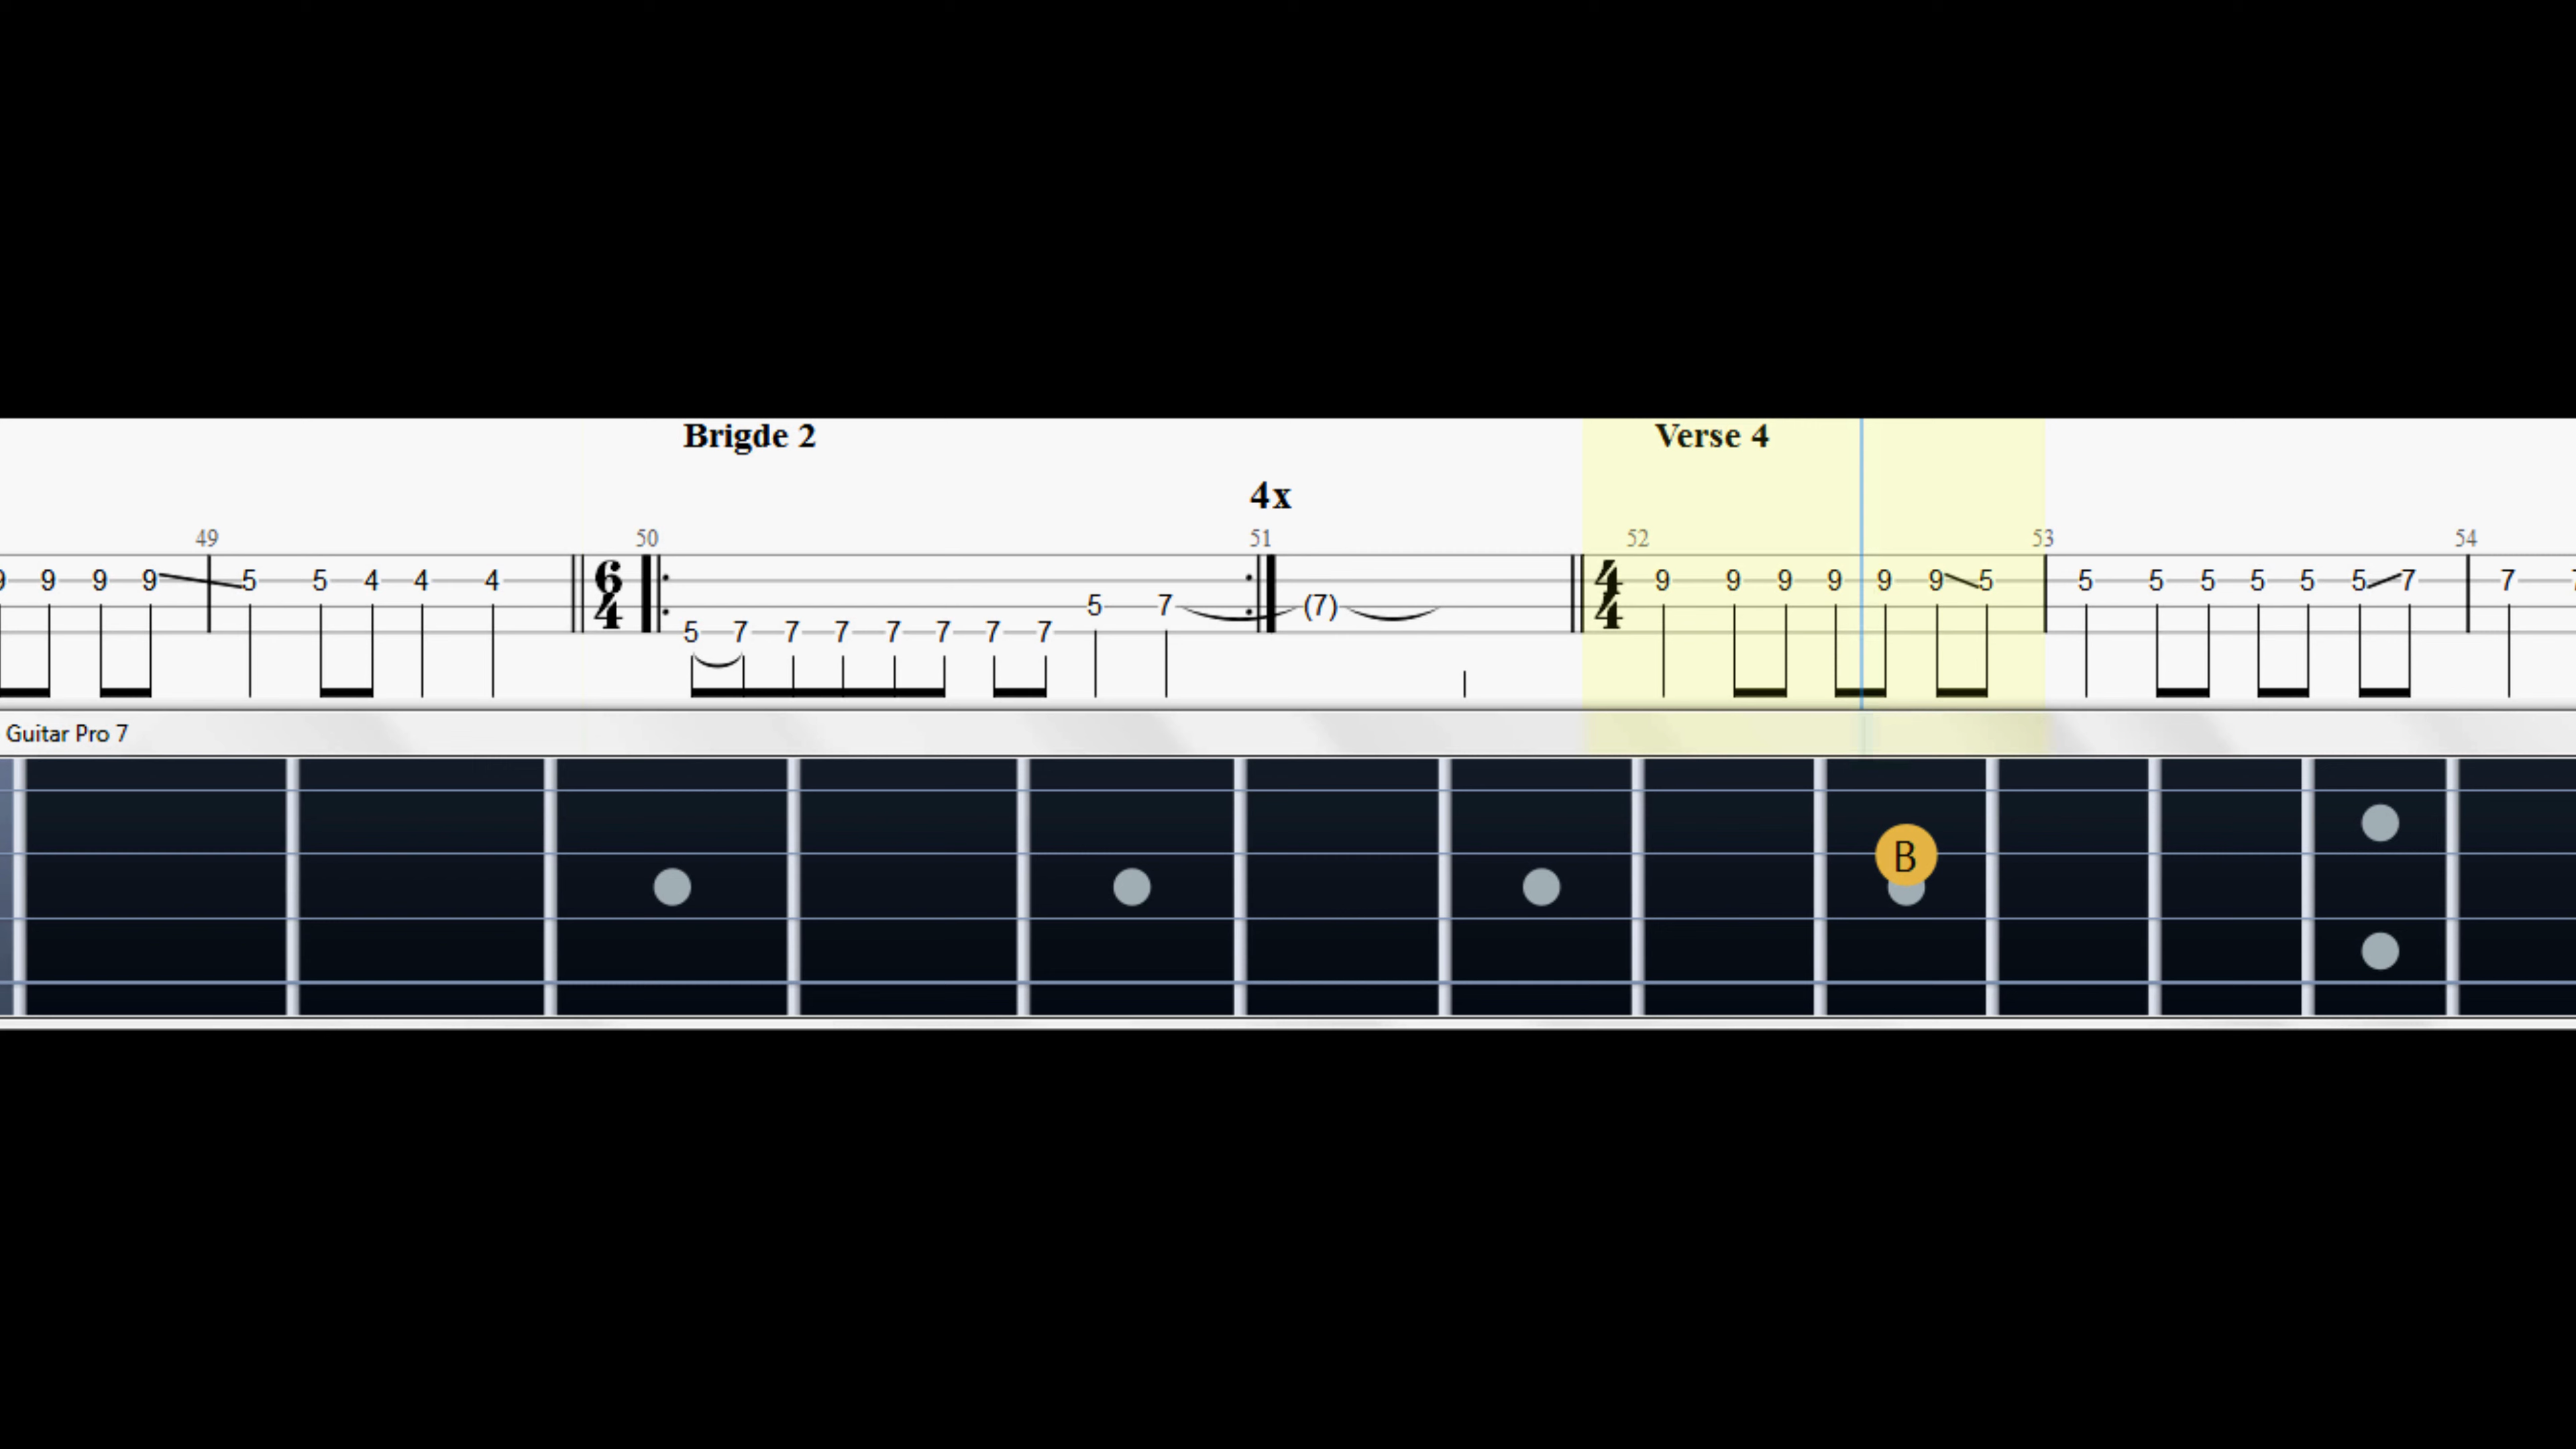 Brigde 2 Verse 4
4x
49 50 51 52 53 54
9 9 9 5 5 4 4 4 6 9 9 9 9 9 9 5 5 5 5 5 5 5 7 7
4 5 7 (7) 4
5 7 7 7 7 7 7 7
Guitar Pro 7
B